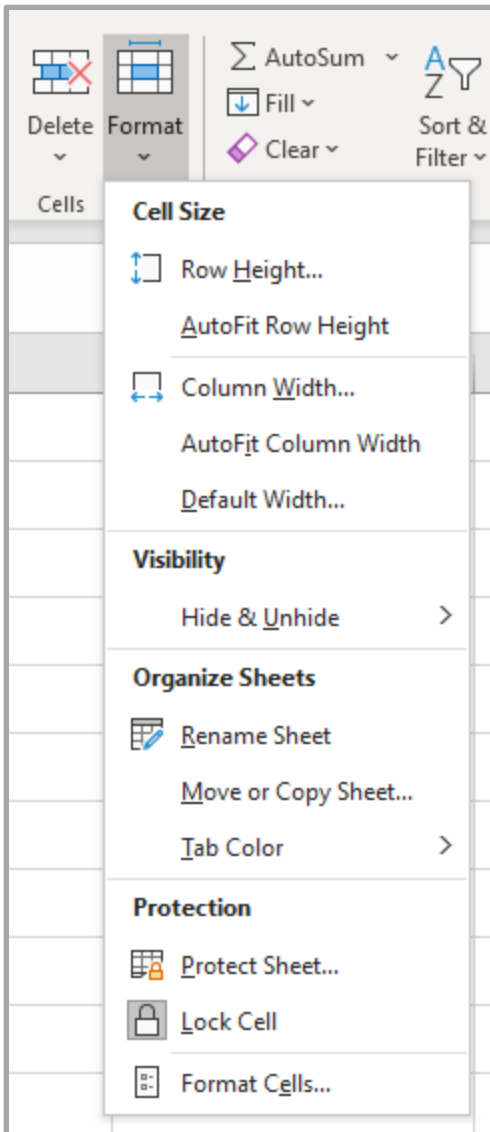 Delete
Format
Cells
AutoSum
Fill
Clear
A
Z
Sort &
Filter
Cell Size
Row Height...
AutoFit Row Height
Column Width...
AutoFit Column Width
Default Width...
Visibility
Hide & Unhide
Organize Sheets
Rename Sheet
Move or Copy Sheet...
Tab Color
Protection
Protect Sheet...
Lock Cell
Format Cells...